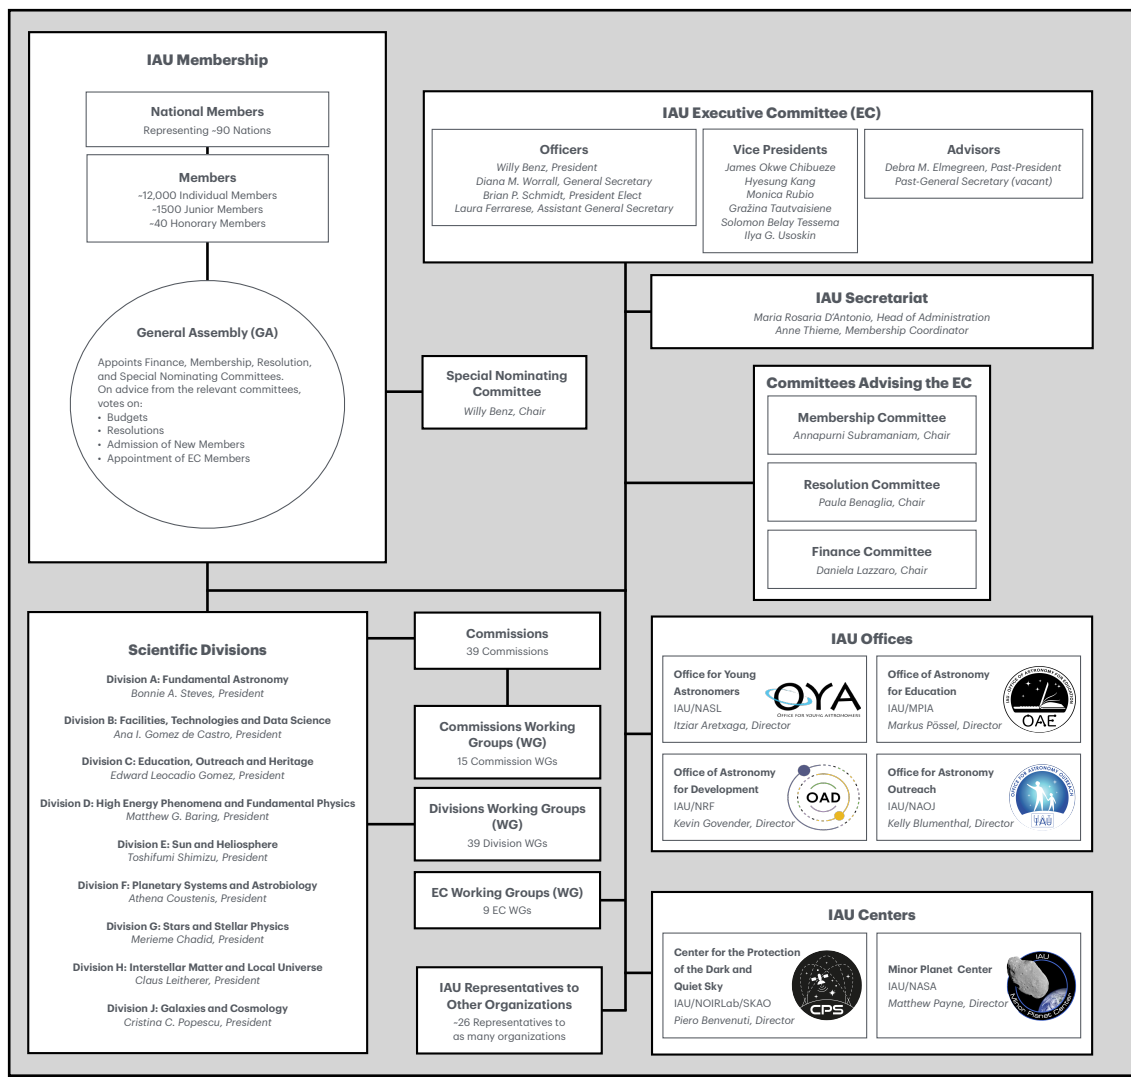 IAU Membership
National Members
Representing ~90 Nations
Members
~12,000 Individual Members
~1500 Junior Members
~40 Honorary Members
General Assembly (GA)
Appoints Finance, Membership, Resolution,
and Special Nominating Committees.
On advice from the relevant committees,
votes on:
• Budgets
• Resolutions
• Admission of New Members
• Appointment of EC Members
IAU Executive Committee (EC)
Officers
Willy Benz, President
Diana M. Worrall, General Secretary
Brian P. Schmidt, President Elect
Laura Ferrarese, Assistant General Secretary
Vice Presidents
James Okwe Chibueze
Hyesung Kang
Monica Rubio
Gražina Tautvaisiene
Solomon Belay Tessema
Ilya G. Usoskin
Advisors
Debra M. Elmegreen, Past-President
Past-General Secretary (vacant)
IAU Secretariat
Maria Rosaria D'Antonio, Head of Administration
Anne Thieme, Membership Coordinator
Special Nominating
Committee
Willy Benz, Chair
Committees Advising the EC
Membership Committee
Annapurni Subramaniam, Chair
Resolution Committee
Paula Benaglia, Chair
Finance Committee
Daniela Lazzaro, Chair
Scientific Divisions
Division A: Fundamental Astronomy
Bonnie A. Steves, President
Division B: Facilities, Technologies and Data Science
Ana I. Gomez de Castro, President
Division C: Education, Outreach and Heritage
Edward Leocadio Gomez, President
Division D: High Energy Phenomena and Fundamental Physics
Matthew G. Baring, President
Division E: Sun and Heliosphere
Toshifumi Shimizu, President
Division F: Planetary Systems and Astrobiology
Athena Coustenis, President
Division G: Stars and Stellar Physics
Merieme Chadid, President
Division H: Interstellar Matter and Local Universe
Claus Leitherer, President
Division J: Galaxies and Cosmology
Cristina C. Popescu, President
Commissions
39 Commissions
Commissions Working
Groups (WG)
15 Commission WGs
Divisions Working Groups
(WG)
39 Division WGs
EC Working Groups (WG)
9 EC WGs
IAU Representatives to
Other Organizations
~26 Representatives to
as many organizations
IAU Offices
Office for Young
Astronomers
IAU/NASL
Itziar Aretxaga, Director
OYA
OFFICE FOR YOUNG ASTRONOMERS
Office of Astronomy
for Education
IAU/MPIA
Markus Pössel, Director
IAU · OFFICE OF ASTRONOMY FOR EDUCATION
OAE
Office of Astronomy
for Development
IAU/NRF
Kevin Govender, Director
OAD
Office for Astronomy
Outreach
IAU/NAOJ
Kelly Blumenthal, Director
OFFICE FOR ASTRONOMY OUTREACH
IAU
IAU Centers
Center for the Protection
of the Dark and
Quiet Sky
IAU/NOIRLab/SKAO
Piero Benvenuti, Director
CPS
Minor Planet Center
IAU/NASA
Matthew Payne, Director
IAU
Minor Planet Center